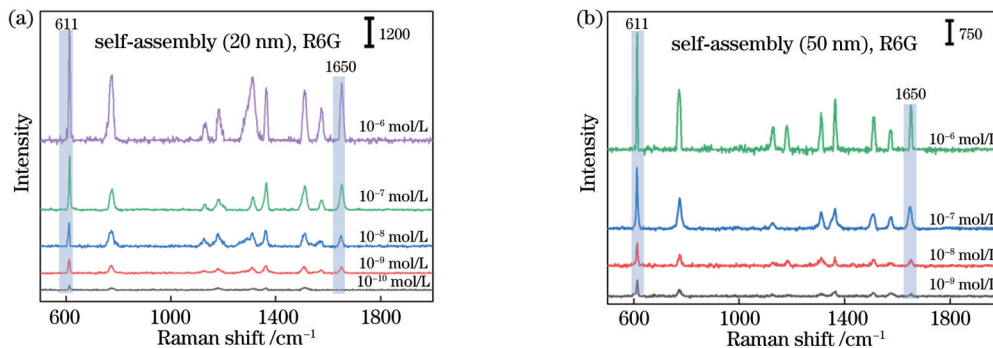 (a)
611
self-assembly (20 nm), R6G
1200
1650
Intensity
10−6 mol/L
10−7 mol/L
10−8 mol/L
10−9 mol/L
10−10 mol/L
600
1000
1400
1800
Raman shift /cm−1
(b)
611
self-assembly (50 nm), R6G
750
1650
Intensity
10−6 mol/L
10−7 mol/L
10−8 mol/L
10−9 mol/L
600
1000
1400
1800
Raman shift /cm−1